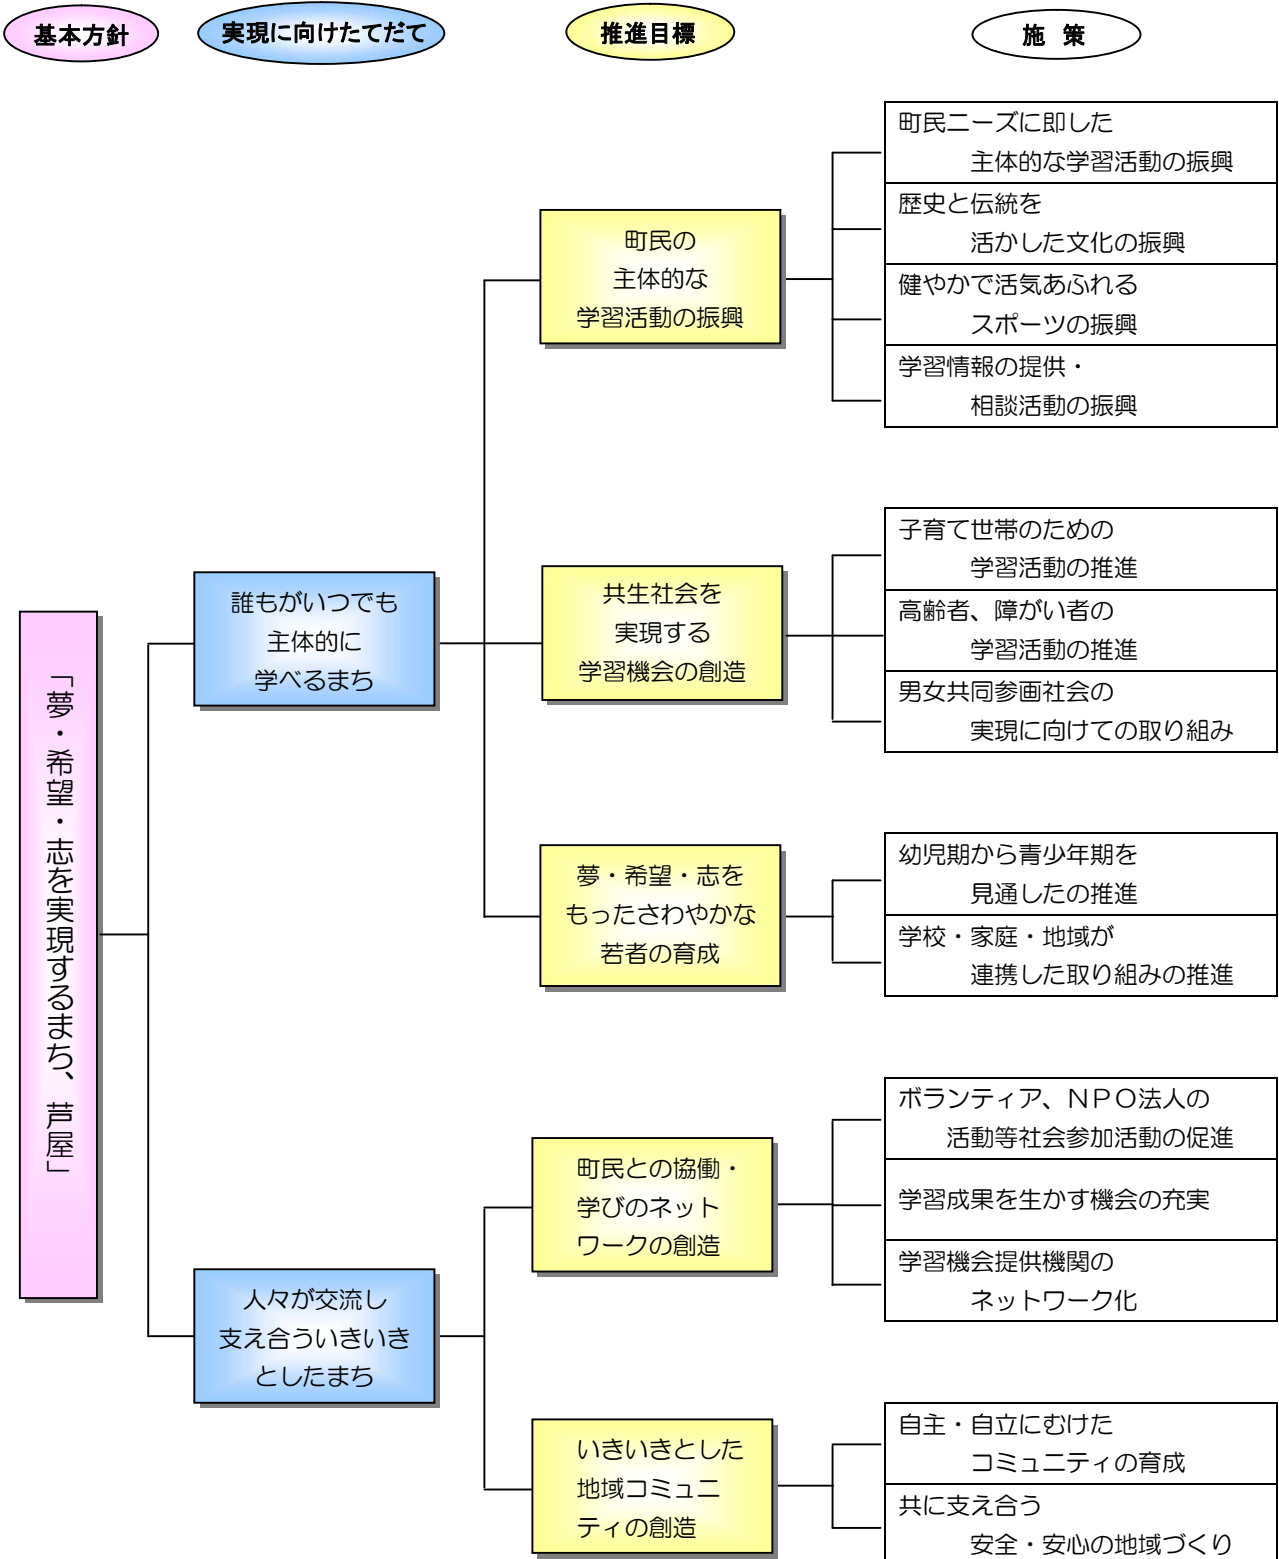 基本方針
実現に向けたてだて
推進目標
施 策
「夢・希望・志を実現するまち、芦屋」
誰もがいつでも
主体的に
学べるまち
町民の
主体的な
学習活動の振興
町民ニーズに即した
主体的な学習活動の振興
歴史と伝統を
活かした文化の振興
健やかで活気あふれる
スポーツの振興
学習情報の提供・
相談活動の振興
共生社会を
実現する
学習機会の創造
子育て世帯のための
学習活動の推進
高齢者、障がい者の
学習活動の推進
男女共同参画社会の
実現に向けての取り組み
夢・希望・志を
もったさわやかな
若者の育成
幼児期から青少年期を
見通したの推進
学校・家庭・地域が
連携した取り組みの推進
人々が交流し
支え合ういきいき
としたまち
町民との協働・
学びのネット
ワークの創造
ボランティア、ＮＰＯ法人の
活動等社会参加活動の促進
学習成果を生かす機会の充実
学習機会提供機関の
ネットワーク化
いきいきとした
地域コミュニ
ティの創造
自主・自立にむけた
コミュニティの育成
共に支え合う
安全・安心の地域づくり